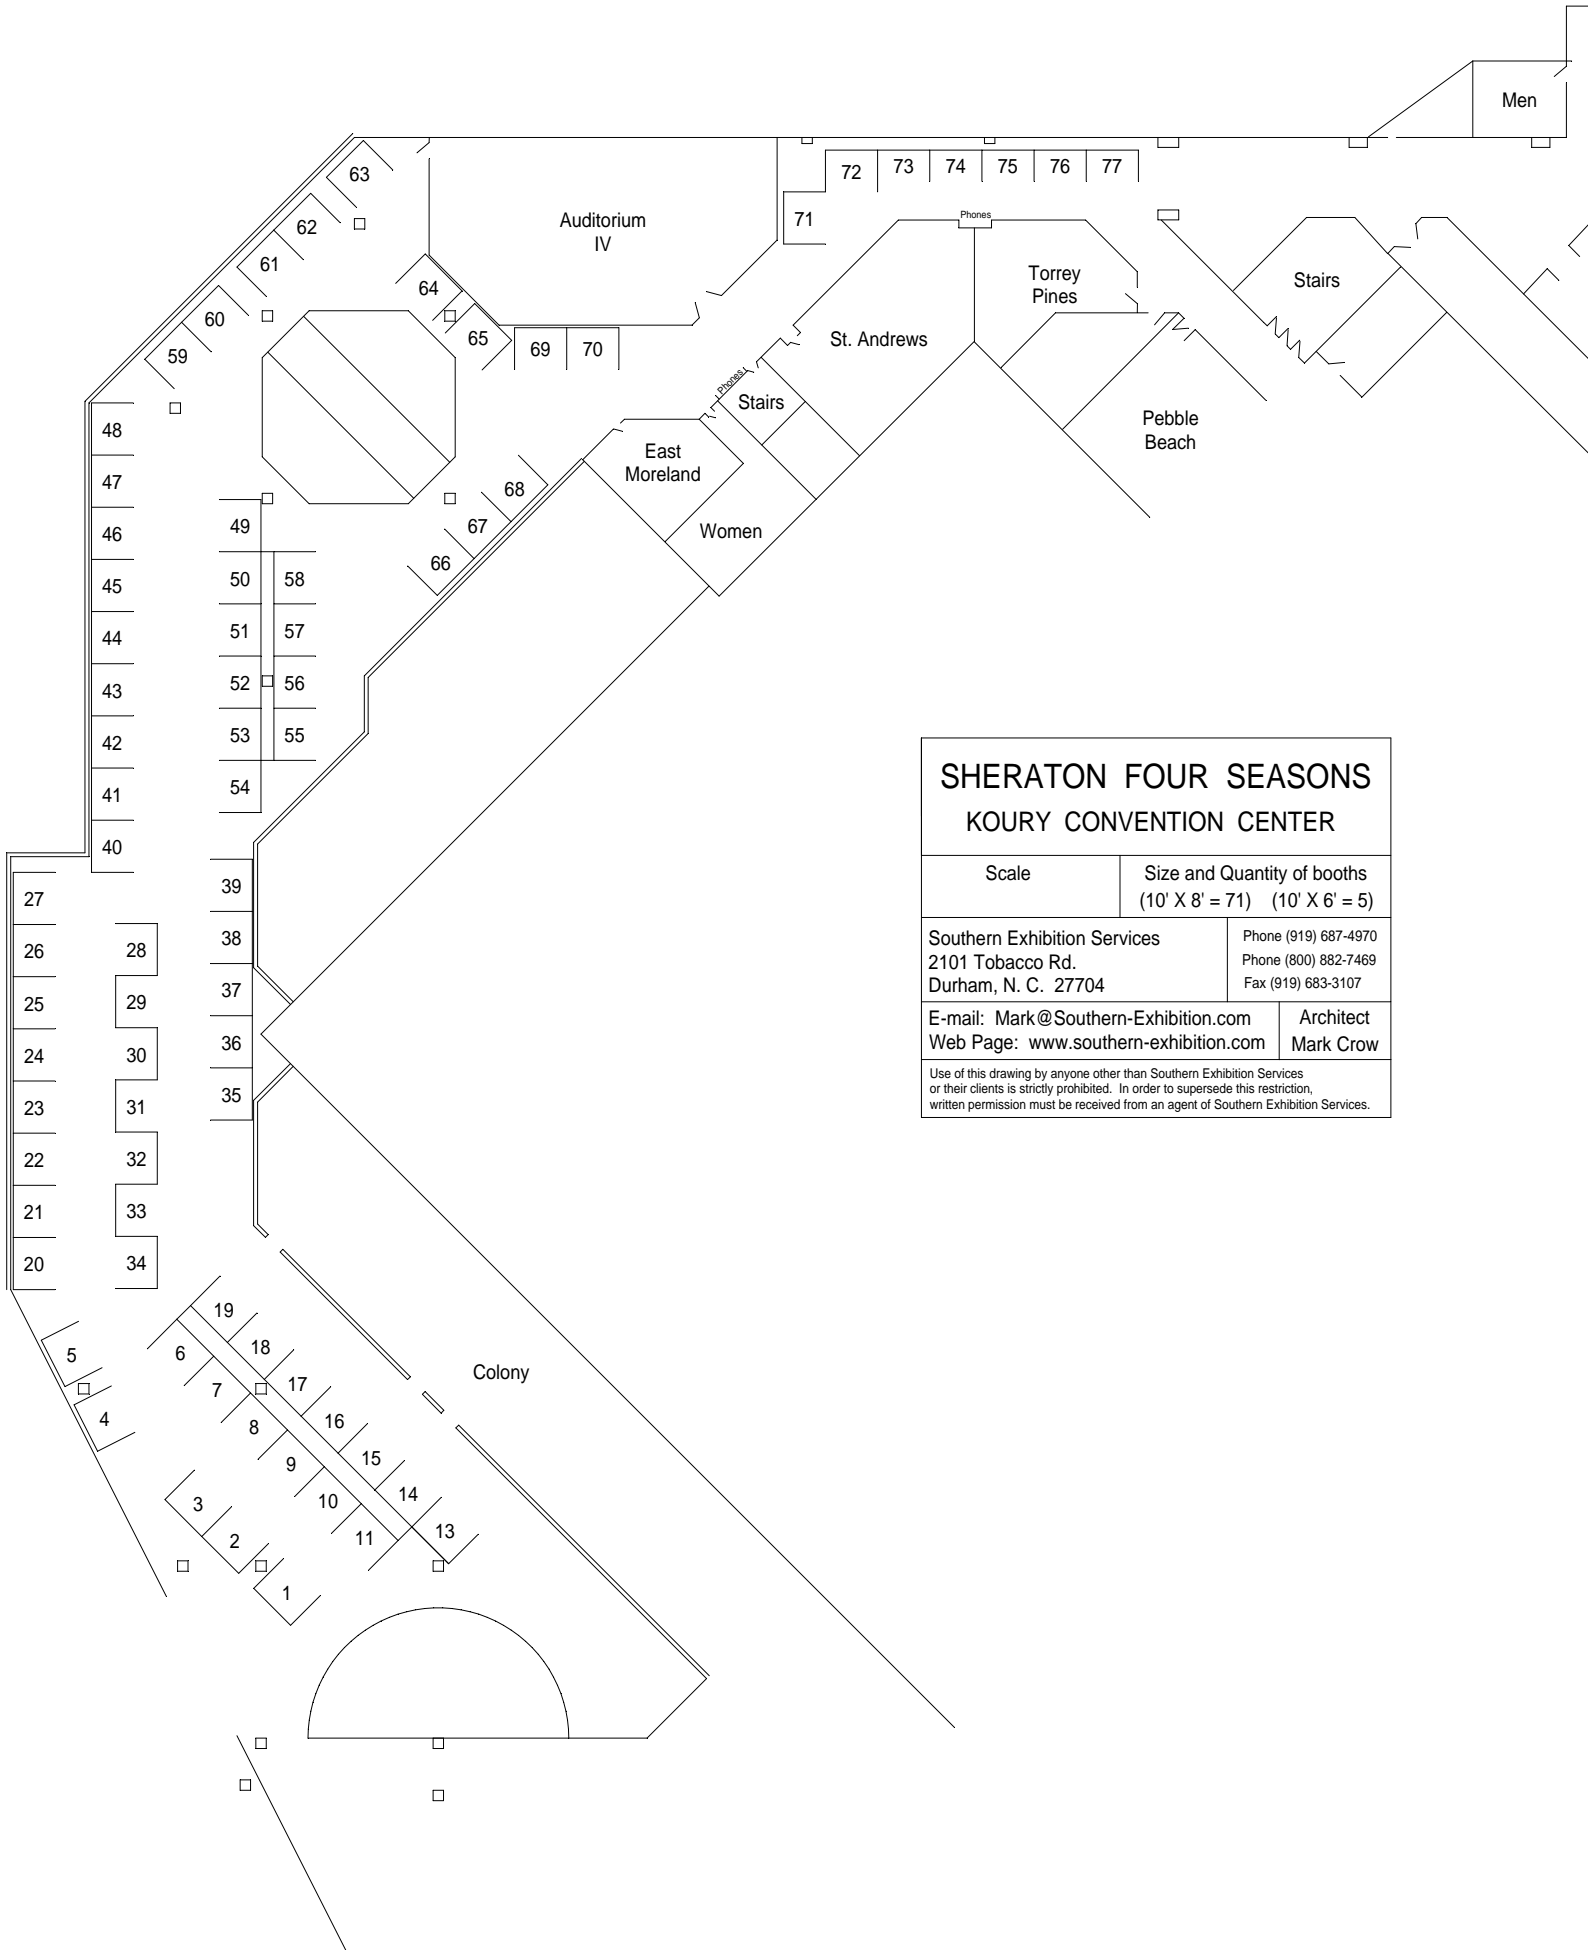 Men
63
72 73 74 75 76 77
Auditorium
IV
71
Phones
62
61
64
60
65
59
69 70
Torrey
Pines
Stairs
St. Andrews
Phones
Stairs
Pebble
Beach
East
Moreland
Women
48
47
46
45
44
43
42
41
40
49
50 58
51 57
52 56
53 55
54
68
67
66
27
26
25
24
23
22
21
20
28
29
30
31
32
33
34
39
38
37
36
35
SHERATON FOUR SEASONS
KOURY CONVENTION CENTER
Scale
Size and Quantity of booths
(10' X 8' = 71) (10' X 6' = 5)
Southern Exhibition Services
2101 Tobacco Rd.
Durham, N. C. 27704
Phone (919) 687-4970
Phone (800) 882-7469
Fax (919) 683-3107
E-mail: Mark@Southern-Exhibition.com
Web Page: www.southern-exhibition.com
Architect
Mark Crow
Use of this drawing by anyone other than Southern Exhibition Services
or their clients is strictly prohibited. In order to supersede this restriction,
written permission must be received from an agent of Southern Exhibition Services.
5
4
3
2
1
19
18
17
16
15
14
13
6
7
8
9
10
11
Colony